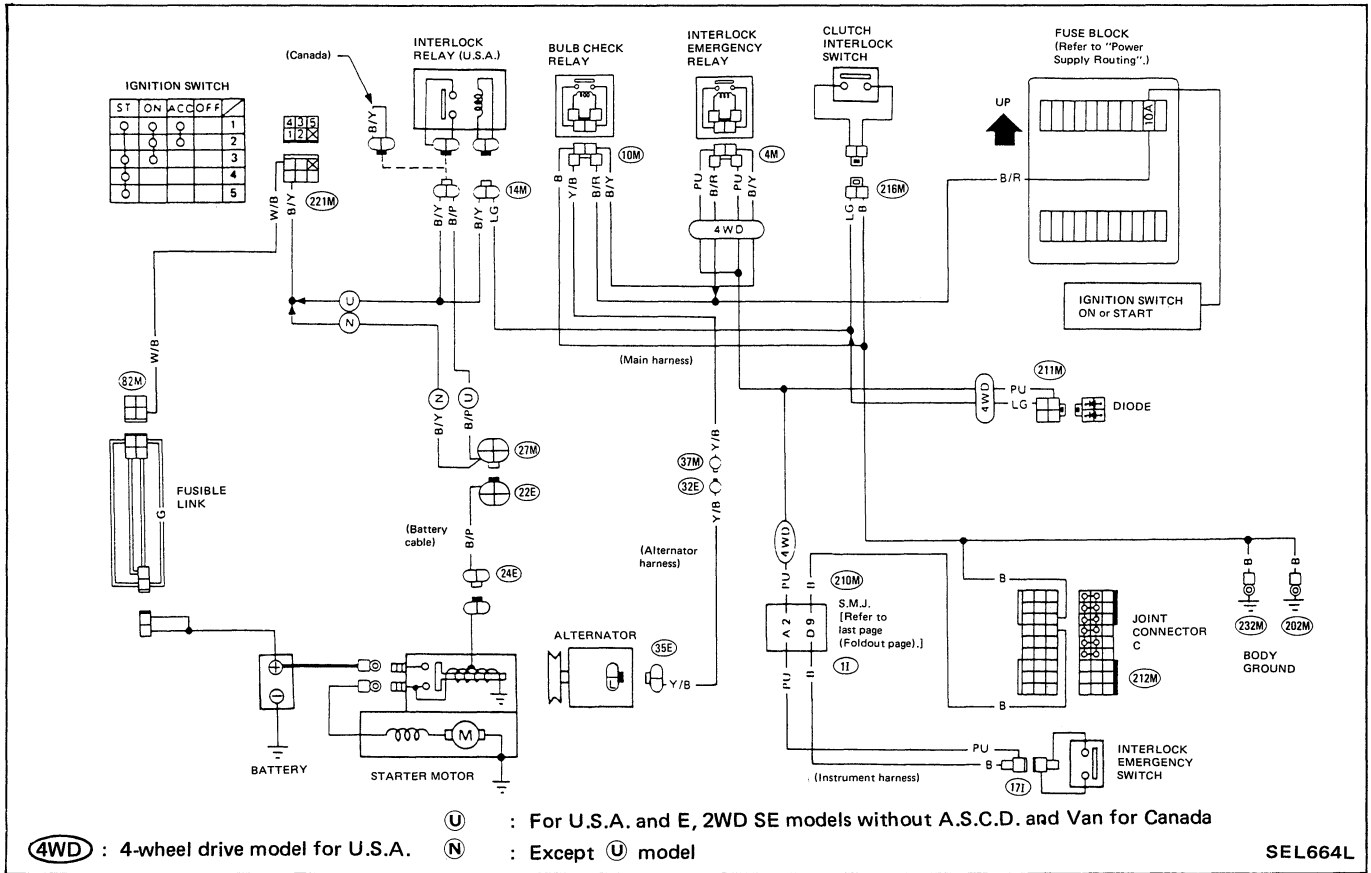 (Canada)
INTERLOCK
RELAY (U.S.A.)
BULB CHECK
RELAY
INTERLOCK
EMERGENCY
RELAY
CLUTCH
INTERLOCK
SWITCH
FUSE BLOCK
(Refer to "Power
Supply Routing".)
IGNITION SWITCH
ST ON ACC OFF
1
2
3
4
5
4 3 5
1 2
221M
W/B
B/Y
B/Y
14M
B/Y
B/P
B/Y
LG
10M
B
Y/B
B/R
B/Y
4M
PU
B/R
PU
B/Y
4WD
216M
LG
B
UP
10A
B/R
IGNITION SWITCH
ON or START
U
N
(Main harness)
W/B
82M
FUSIBLE
LINK
G
N
U
B/Y
B/P
27M
22E
(Battery
cable)
B/P
24E
Y/B
37M
32E
Y/B
(Alternator
harness)
4WD
211M
PU
LG
DIODE
4WD
PU
B
210M
S.M.J.
[Refer to
last page
(Foldout page).]
A2
D9
1I
PU
B
B
B
JOINT
CONNECTOR
C
212M
B
B
232M
202M
BODY
GROUND
ALTERNATOR
L
35E
Y/B
BATTERY
M
STARTER MOTOR
PU
B
17I
(Instrument harness)
INTERLOCK
EMERGENCY
SWITCH
U : For U.S.A. and E, 2WD SE models without A.S.C.D. and Van for Canada
4WD : 4-wheel drive model for U.S.A.
N : Except U model
SEL664L